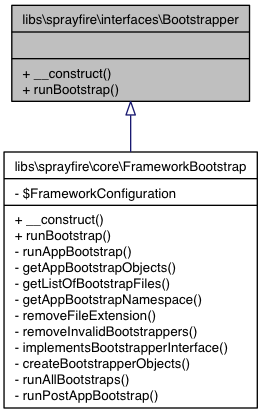 libs\sprayfire\interfaces\Bootstrapper
+ __construct()
+ runBootstrap()
libs\sprayfire\core\FrameworkBootstrap
- $FrameworkConfiguration
+ __construct()
+ runBootstrap()
- runAppBootstrap()
- getAppBootstrapObjects()
- getListOfBootstrapFiles()
- getAppBootstrapNamespace()
- removeFileExtension()
- removeInvalidBootstrappers()
- implementsBootstrapperInterface()
- createBootstrapperObjects()
- runAllBootstraps()
- runPostAppBootstrap()